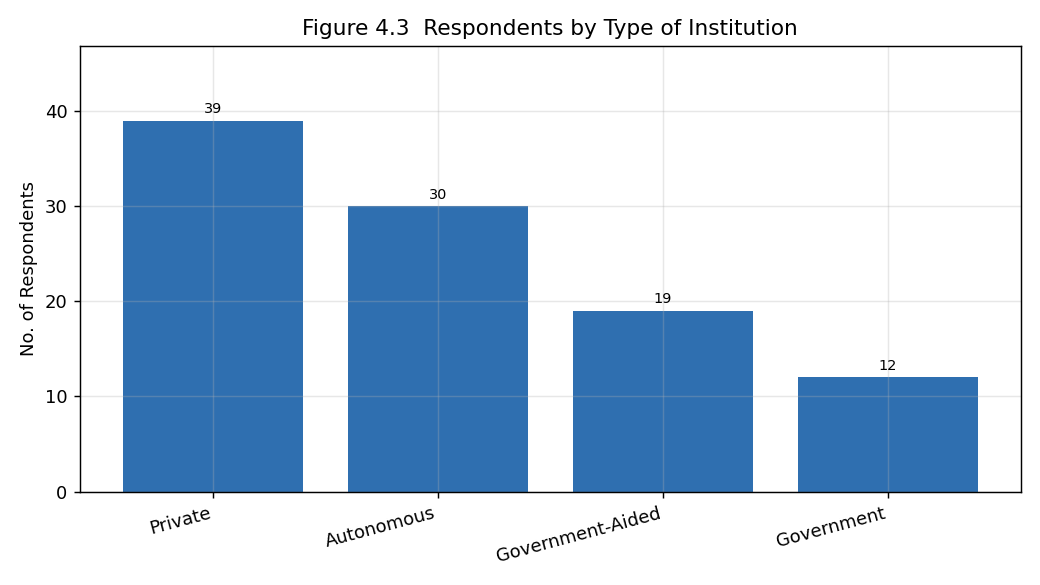 Figure 4.3  Respondents by Type of Institution
No. of Respondents
40
30
20
10
0
39
30
19
12
Private
Autonomous
Government-Aided
Government